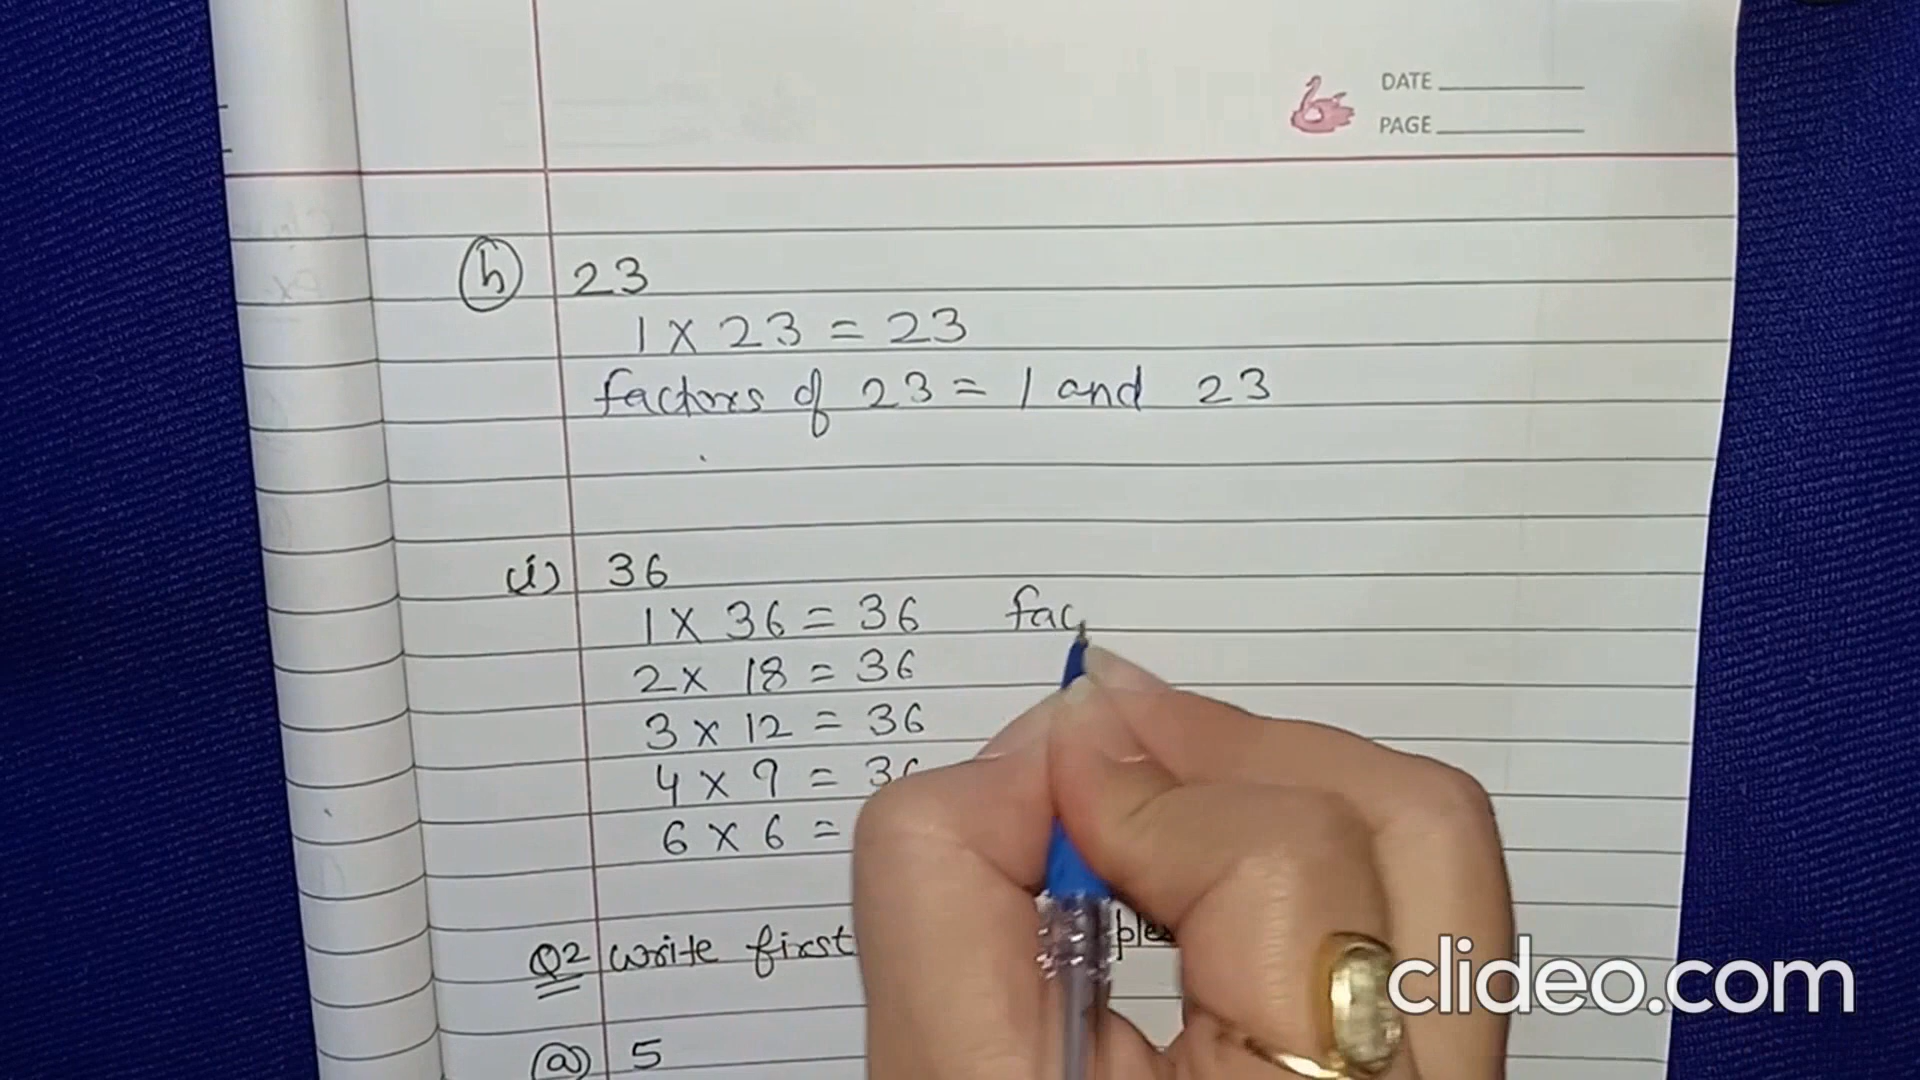 DATE
PAGE
(h) 23
1 x 23 = 23
factors of 23 = 1 and 23
(i) 36
1 x 36 = 36 fac
2 x 18 = 36
3 x 12 = 36
4 x 9 = 36
6 x 6 =
Q2 Write first
(a) 5
clideo.com